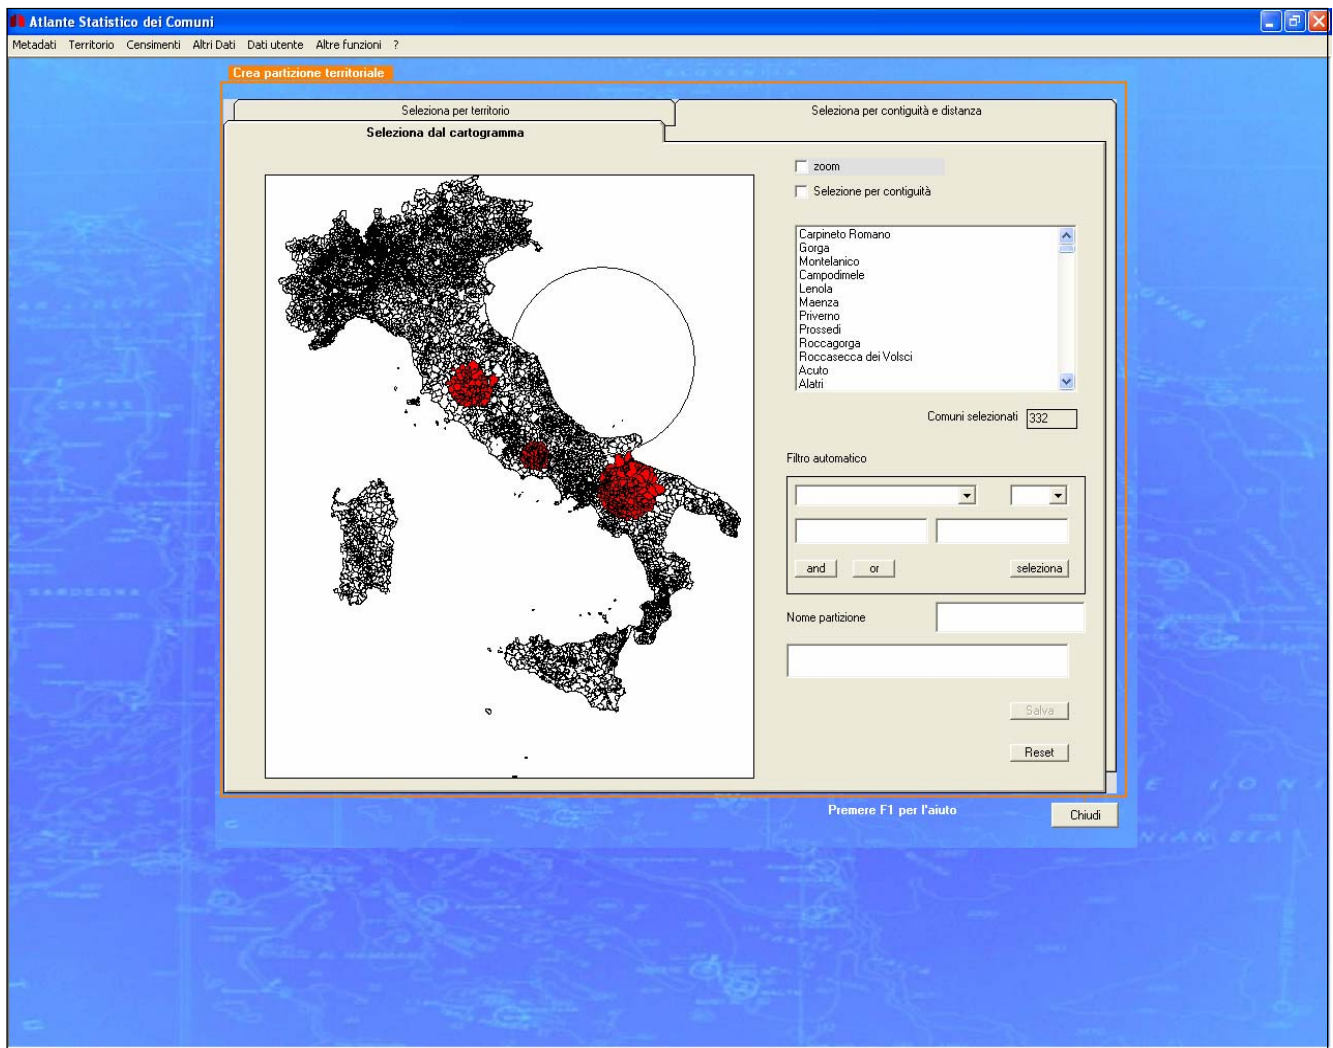 Atlante Statistico dei Comuni
Metadati Territorio Censimenti Altri Dati Dati utente Altre funzioni ?
Crea partizione territoriale
Seleziona per territorio
Seleziona per contiguità e distanza
Seleziona dal cartogramma
zoom
Selezione per contiguità
Carpineto Romano
Gorga
Montelanico
Campodimele
Lenola
Maenza
Priverno
Prossedi
Roccagorga
Roccasecca dei Volsci
Acuto
Alatri
Comuni selezionati 332
Filtro automatico
and or seleziona
Nome partizione
Salva
Reset
Premere F1 per l'aiuto
Chiudi